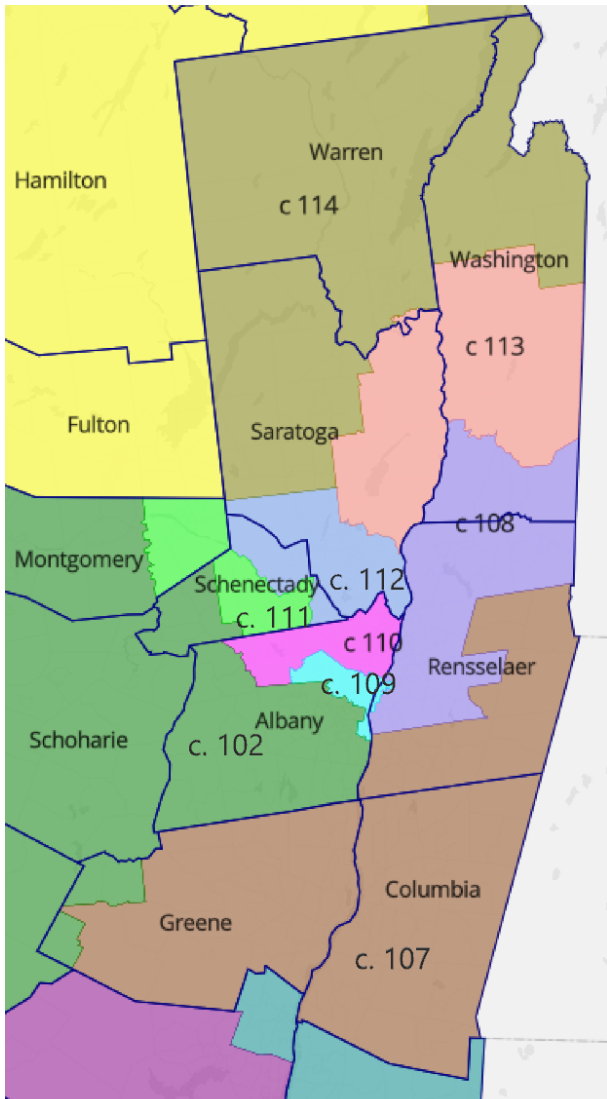 Warren
Hamilton
c 114
Washington
c 113
Fulton
Saratoga
c 108
Montgomery
Schenectady
c. 112
c. 111
c 110
Rensselaer
c. 109
Albany
Schoharie
c. 102
Columbia
Greene
c. 107